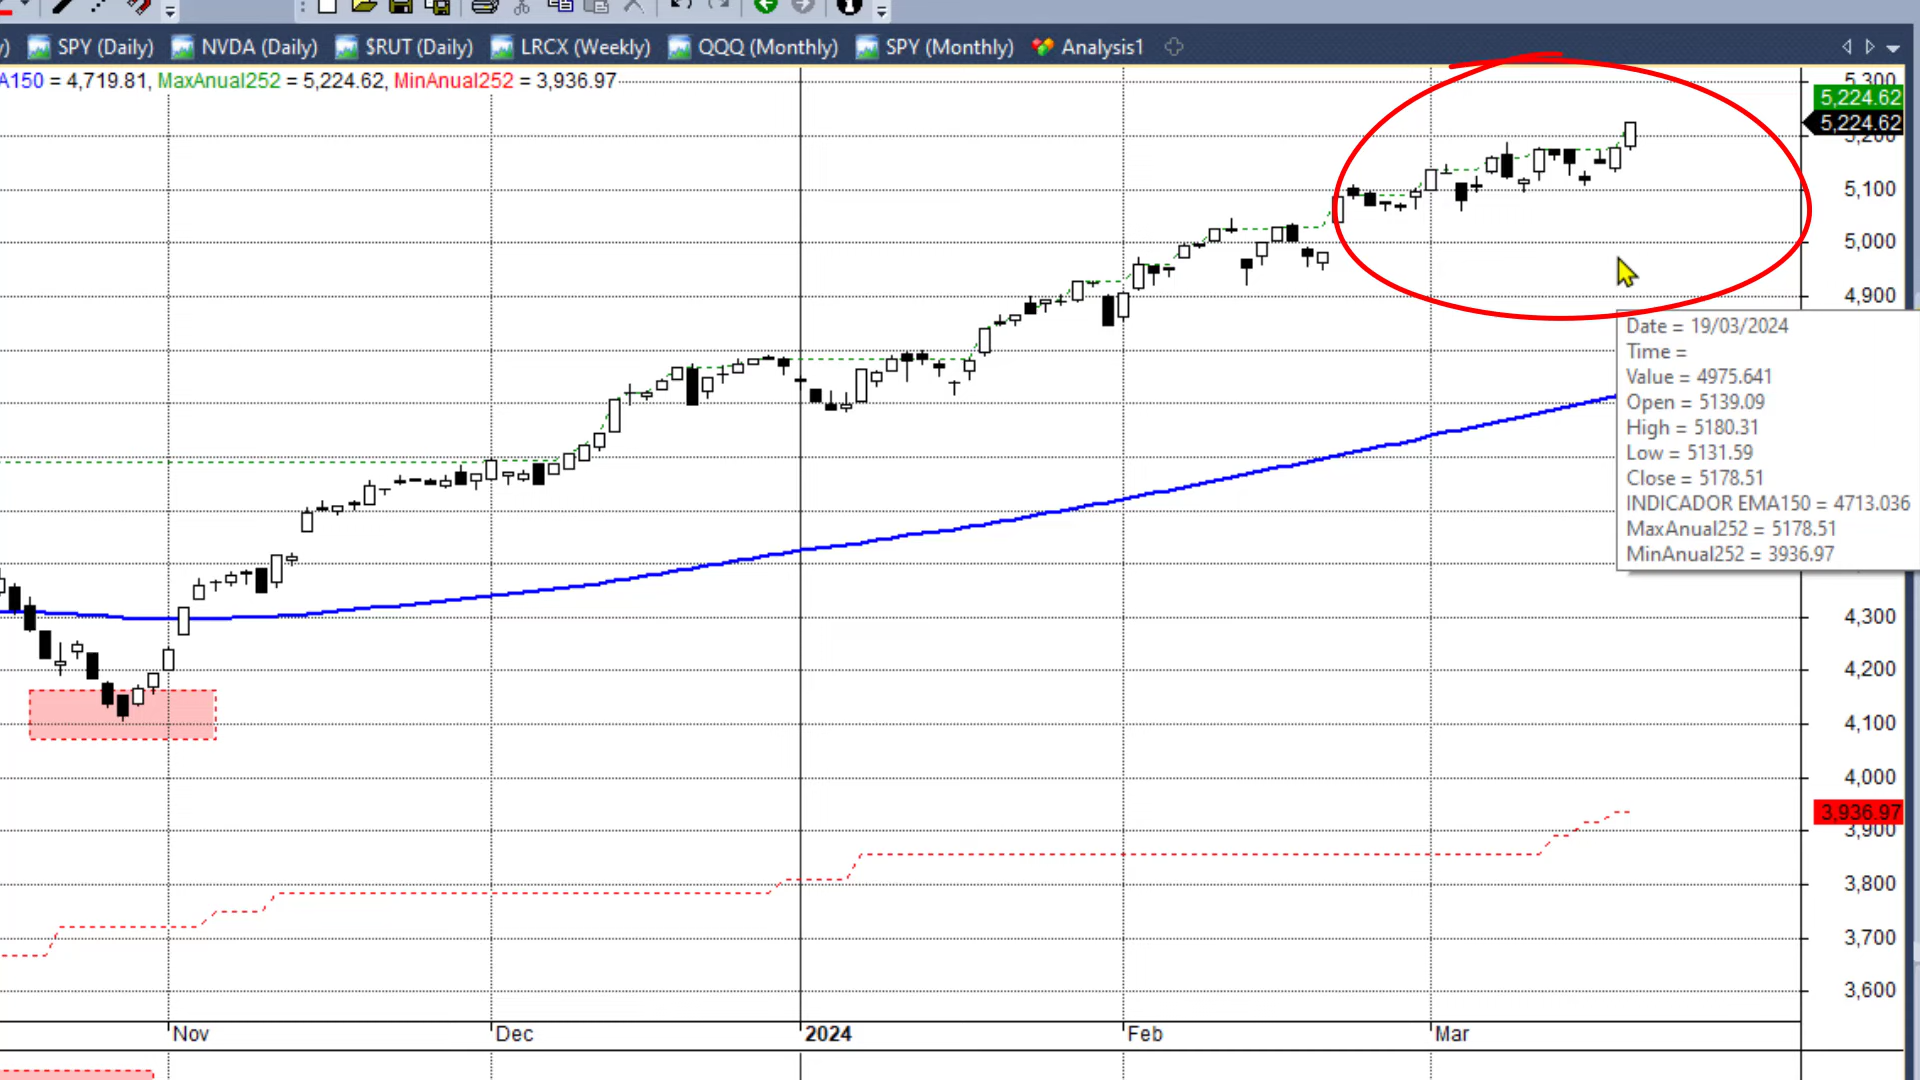 ) SPY (Daily) NVDA (Daily) $RUT (Daily) LRCX (Weekly) QQQ (Monthly) SPY (Monthly) Analysis1
A150 = 4,719.81, MaxAnual252 = 5,224.62, MinAnual252 = 3,936.97
5,300
5,224.62
5,224.62
5,200
5,100
5,000
4,900
Date = 19/03/2024
Time =
Value = 4975.641
Open = 5139.09
High = 5180.31
Low = 5131.59
Close = 5178.51
INDICADOR EMA150 = 4713.036
MaxAnual252 = 5178.51
MinAnual252 = 3936.97
4,300
4,200
4,100
4,000
3,936.97
3,900
3,800
3,700
3,600
Nov Dec 2024 Feb Mar